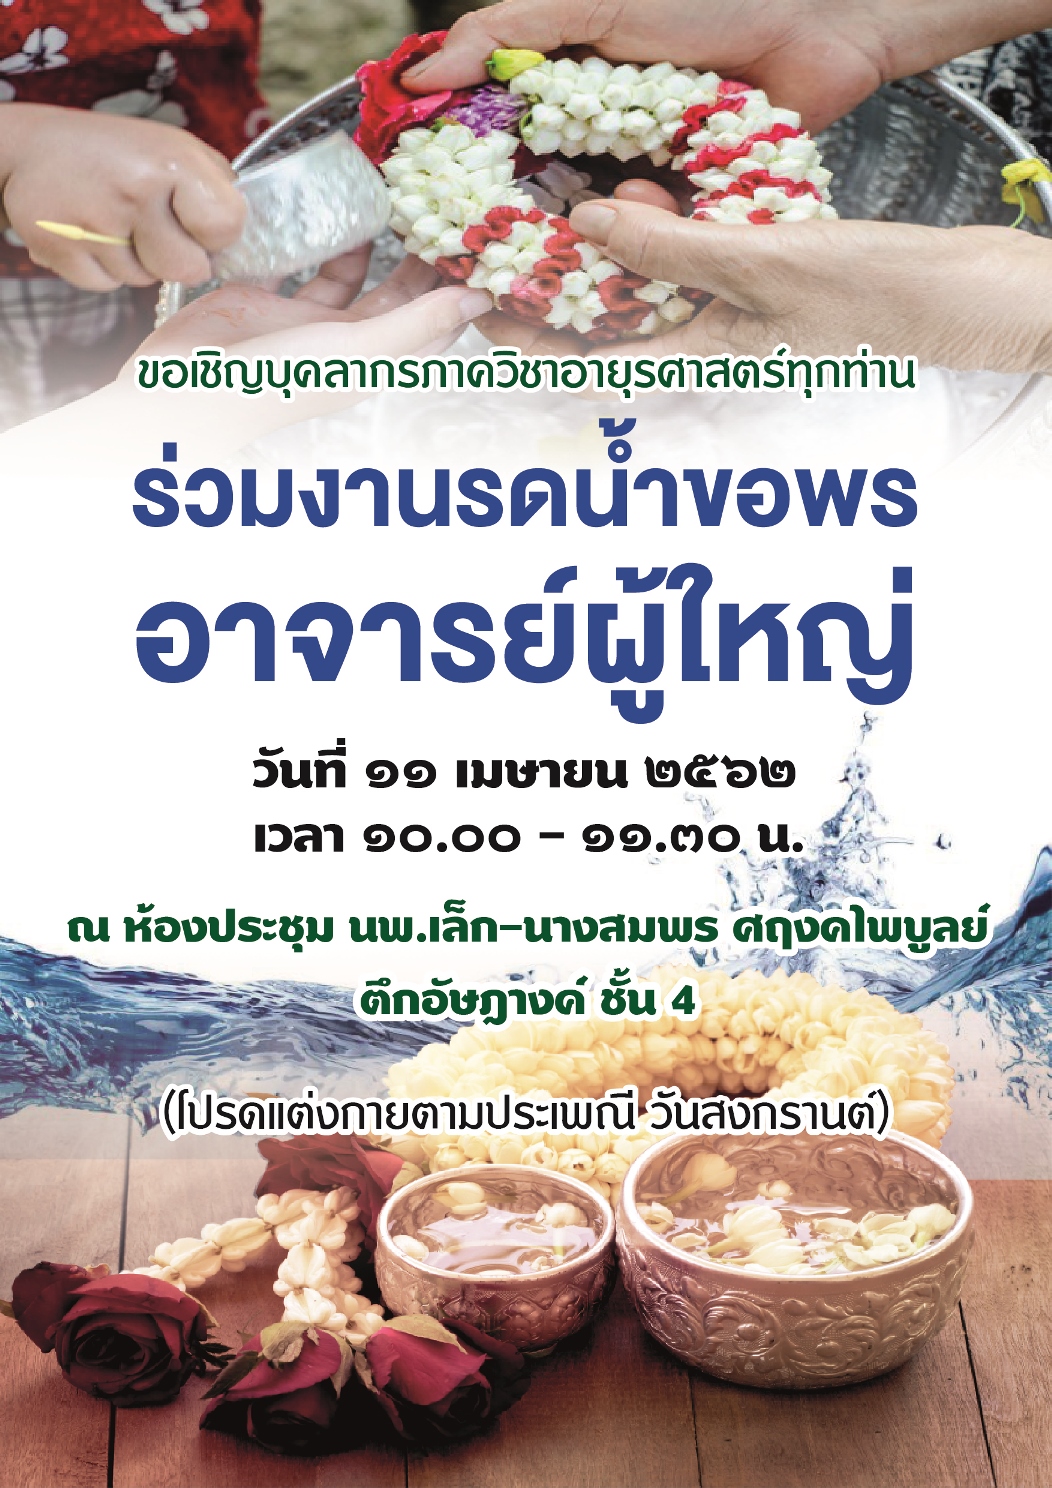 ขอเชิญบุคลากรภาควิชาอายุรศาสตร์ทุกท่าน
ร่วมงานรดน้ำขอพร
อาจารย์ผู้ใหญ่
วันที่ ๑๑ เมษายน ๒๕๖๒
เวลา ๑๐.๐๐ – ๑๑.๓๐ น.
ณ ห้องประชุม นพ.เล็ก–นางสมพร ศฤงคไพบูลย์
ตึกอัษฎางค์ ชั้น 4
(โปรดแต่งกายตามประเพณี วันสงกรานต์)